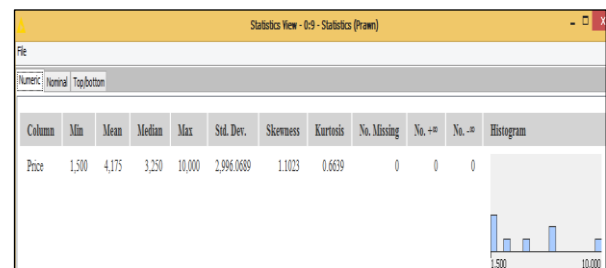 Statistics View - 0:9 - Statistics (Prawn)
File
Numeric Nominal Top/bottom
Column Min Mean Median Max Std. Dev. Skewness Kurtosis No. Missing No. +∞ No. -∞ Histogram
Price 1,500 4,175 3,250 10,000 2,996.0689 1.1023 0.6639 0 0 0
1.500 10.000